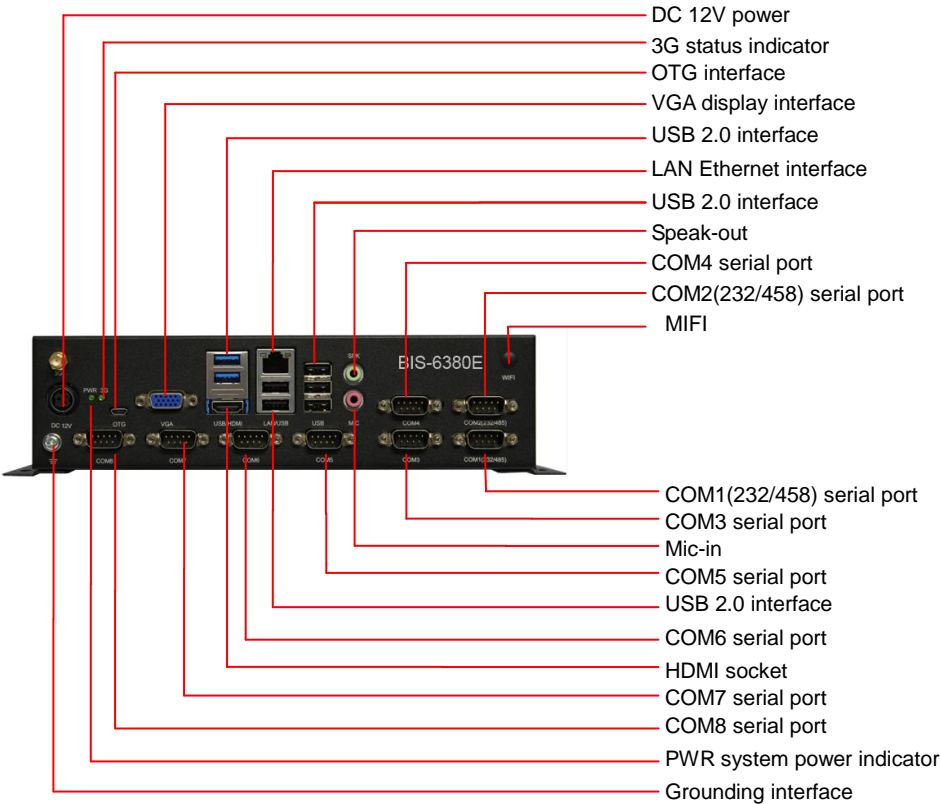 DC 12V power
3G status indicator
OTG interface
VGA display interface
USB 2.0 interface
LAN Ethernet interface
USB 2.0 interface
Speak-out
COM4 serial port
COM2(232/458) serial port
MIFI
SPK
BIS-6380E
WIFI
PWR 3G
DC 12V
OTG
VGA
USB/HDMI
LAN/USB
USB
MIC
COM4
COM2(232/485)
COM8
COM7
COM6
COM5
COM3
COM1(232/485)
COM1(232/458) serial port
COM3 serial port
Mic-in
COM5 serial port
USB 2.0 interface
COM6 serial port
HDMI socket
COM7 serial port
COM8 serial port
PWR system power indicator
Grounding interface